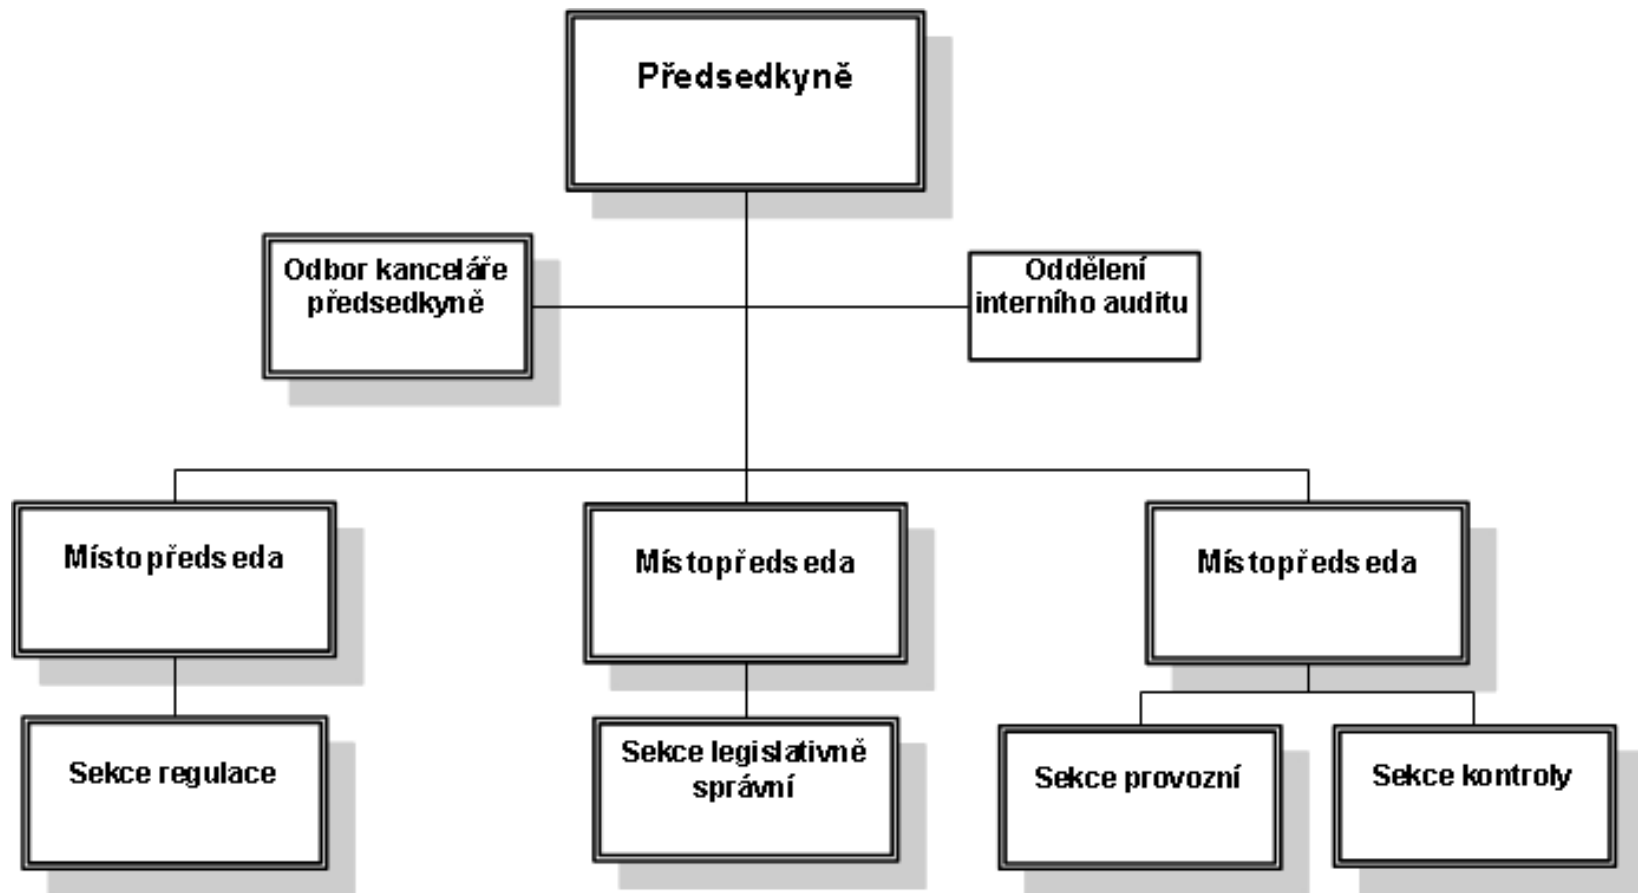 Předsedkyně
Odbor kanceláře
předsedkyně
Oddělení
interního auditu
Místopředseda
Místopředseda
Místopředseda
Sekce regulace
Sekce legislativně
správní
Sekce provozní
Sekce kontroly